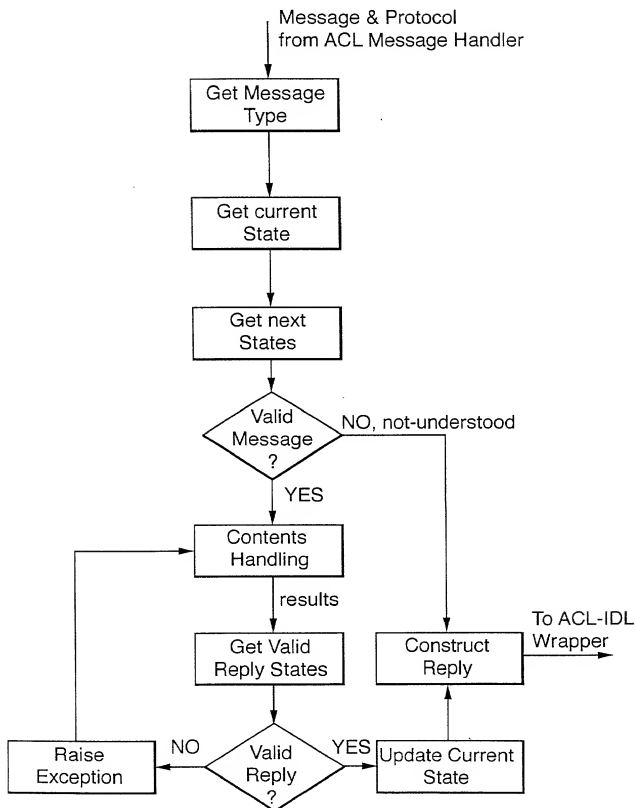 Message & Protocol
from ACL Message Handler
Get Message
Type
Get current
State
Get next
States
Valid
Message
?
NO, not-understood
YES
Contents
Handling
results
Get Valid
Reply States
To ACL-IDL
Wrapper
Construct
Reply
Raise
Exception
NO
Valid
Reply
?
YES
Update Current
State